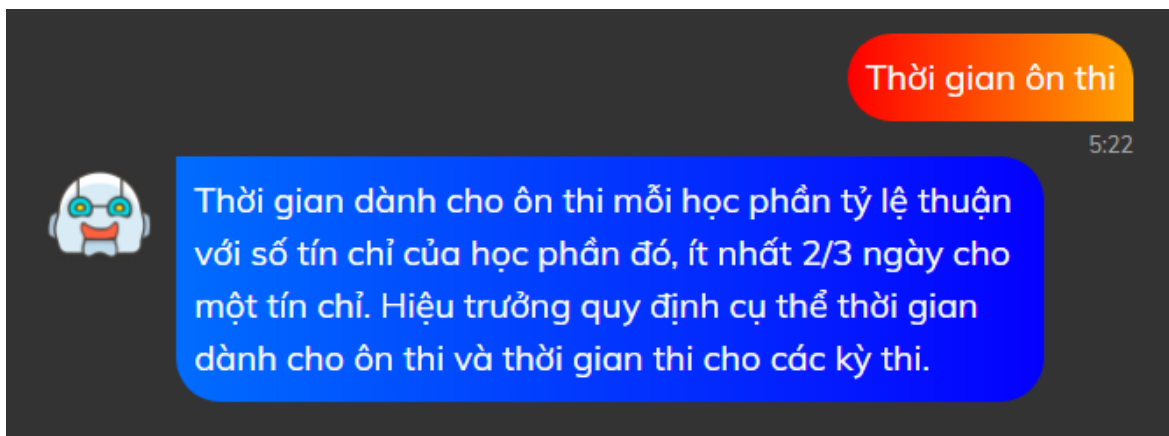 Thời gian ôn thi
5:22
Thời gian dành cho ôn thi mỗi học phần tỷ lệ thuận
với số tín chỉ của học phần đó, ít nhất 2/3 ngày cho
một tín chỉ. Hiệu trưởng quy định cụ thể thời gian
dành cho ôn thi và thời gian thi cho các kỳ thi.